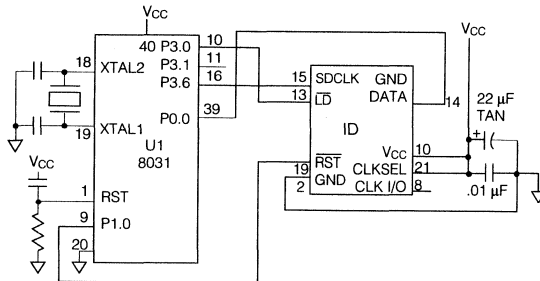 VCC
VCC
40 P3.0 10
18 XTAL2 P3.1 11
P3.6 16
15 SDCLK GND
13 LD DATA 14
22 µF
TAN
P0.0 39
ID
19 XTAL1
U1
8031
VCC 10
VCC
RST CLKSEL 21
19 GND
.01 µF
2 CLK I/O 8
1 RST
9 P1.0
20